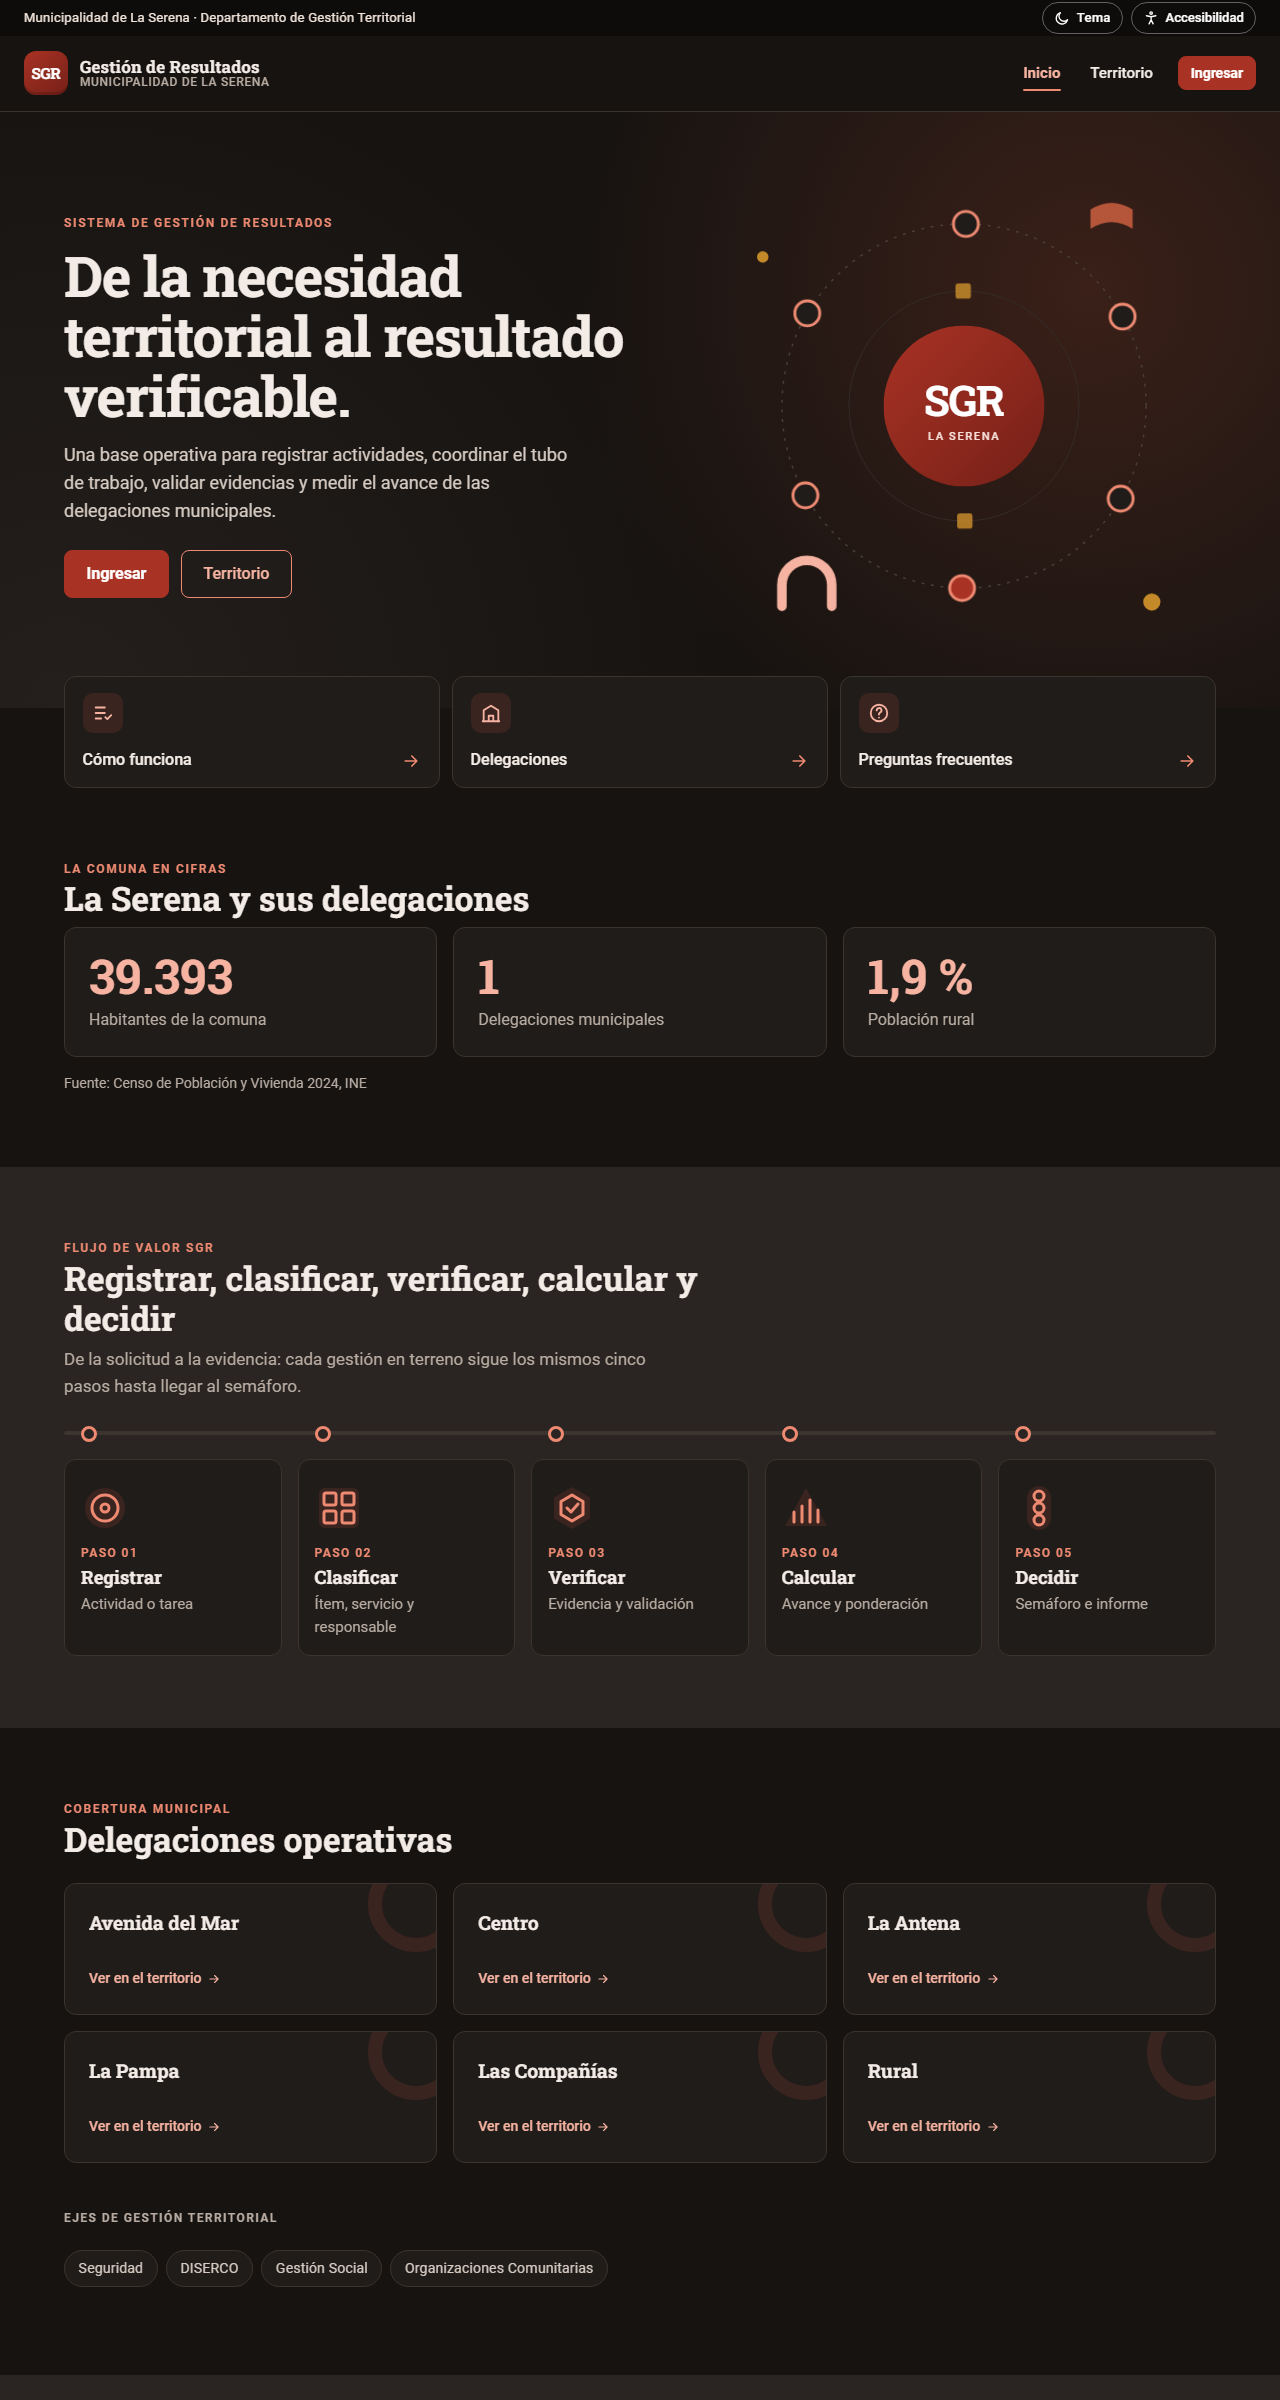 Municipalidad de La Serena · Departamento de Gestión Territorial
Tema
Accesibilidad
SGR
Gestión de Resultados
MUNICIPALIDAD DE LA SERENA
Inicio
Territorio
Ingresar
SISTEMA DE GESTIÓN DE RESULTADOS
De la necesidad
territorial al resultado
verificable.
Una base operativa para registrar actividades, coordinar el tubo
de trabajo, validar evidencias y medir el avance de las
delegaciones municipales.
Ingresar
Territorio
SGR
LA SERENA
Cómo funciona
Delegaciones
Preguntas frecuentes
LA COMUNA EN CIFRAS
La Serena y sus delegaciones
39.393
Habitantes de la comuna
1
Delegaciones municipales
1,9 %
Población rural
Fuente: Censo de Población y Vivienda 2024, INE
FLUJO DE VALOR SGR
Registrar, clasificar, verificar, calcular y
decidir
De la solicitud a la evidencia: cada gestión en terreno sigue los mismos cinco
pasos hasta llegar al semáforo.
PASO 01
Registrar
Actividad o tarea
PASO 02
Clasificar
Ítem, servicio y
responsable
PASO 03
Verificar
Evidencia y validación
PASO 04
Calcular
Avance y ponderación
PASO 05
Decidir
Semáforo e informe
COBERTURA MUNICIPAL
Delegaciones operativas
Avenida del Mar
Ver en el territorio
Centro
Ver en el territorio
La Antena
Ver en el territorio
La Pampa
Ver en el territorio
Las Compañías
Ver en el territorio
Rural
Ver en el territorio
EJES DE GESTIÓN TERRITORIAL
Seguridad
DISERCO
Gestión Social
Organizaciones Comunitarias